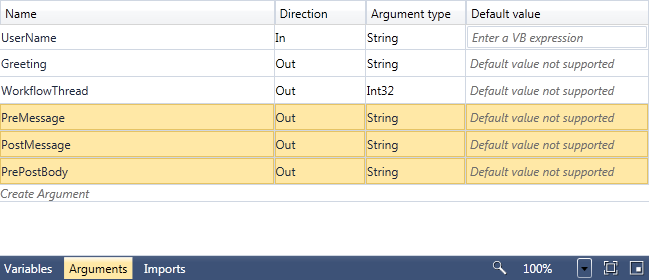 Name Direction Argument type Default value
UserName In String Enter a VB expression
Greeting Out String Default value not supported
WorkflowThread Out Int32 Default value not supported
PreMessage Out String Default value not supported
PostMessage Out String Default value not supported
PrePostBody Out String Default value not supported
Create Argument
Variables Arguments Imports 100%